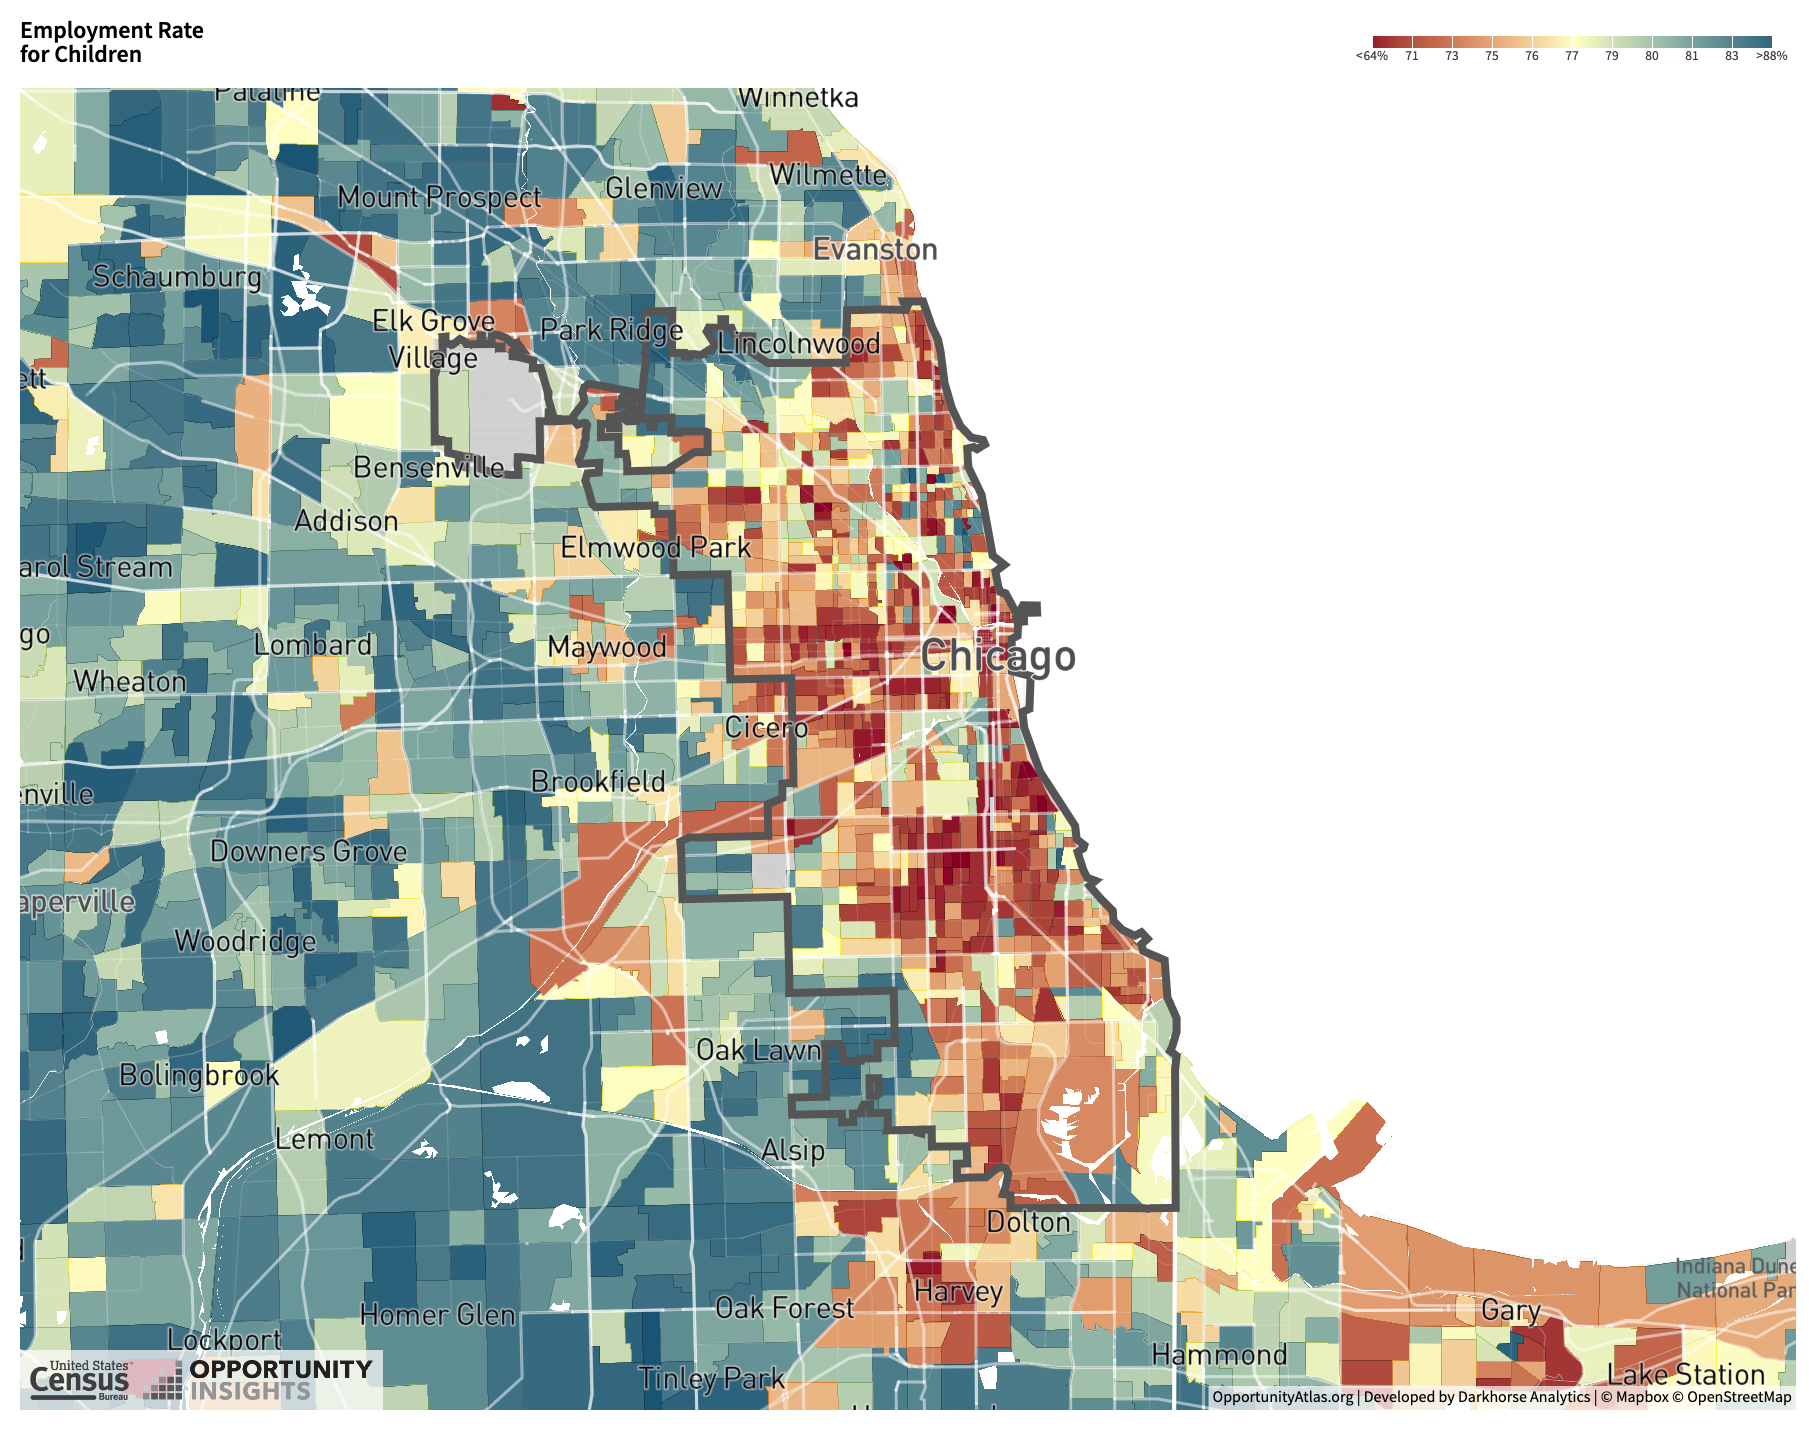 Employment Rate
for Children
<64% 71 73 75 76 77 79 80 81 83 >88%
Palatine
Winnetka
Wilmette
Glenview
Mount Prospect
Evanston
Schaumburg
Elk Grove
Village
Park Ridge
Lincolnwood
ett
Bensenville
Addison
Elmwood Park
arol Stream
go
Lombard
Maywood
Chicago
Wheaton
Cicero
Brookfield
enville
Downers Grove
aperville
Woodridge
Oak Lawn
Bolingbrook
Lemont
Alsip
Dolton
d
Indiana Dune
National Par
Harvey
Oak Forest
Homer Glen
Gary
Lockport
Hammond
Lake Station
Tinley Park
United States™
Census
Bureau
OPPORTUNITY
INSIGHTS
OpportunityAtlas.org | Developed by Darkhorse Analytics | © Mapbox © OpenStreetMap